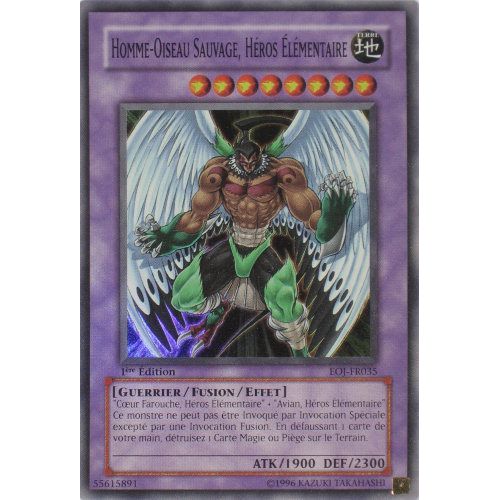 Homme-Oiseau Sauvage, Héros Élémentaire
TERRE
地
1ère Édition
EOJ-FR035
[Guerrier/Fusion/Effet]
"Cœur Farouche, Héros Élémentaire" + "Avian, Héros Élémentaire"
Ce monstre ne peut pas être Invoqué par Invocation Spéciale
excepté par une Invocation Fusion. En défaussant 1 carte de
votre main, détruisez 1 Carte Magie ou Piège sur le Terrain.
ATK/1900 DEF/2300
55615891
©1996 KAZUKI TAKAHASHI